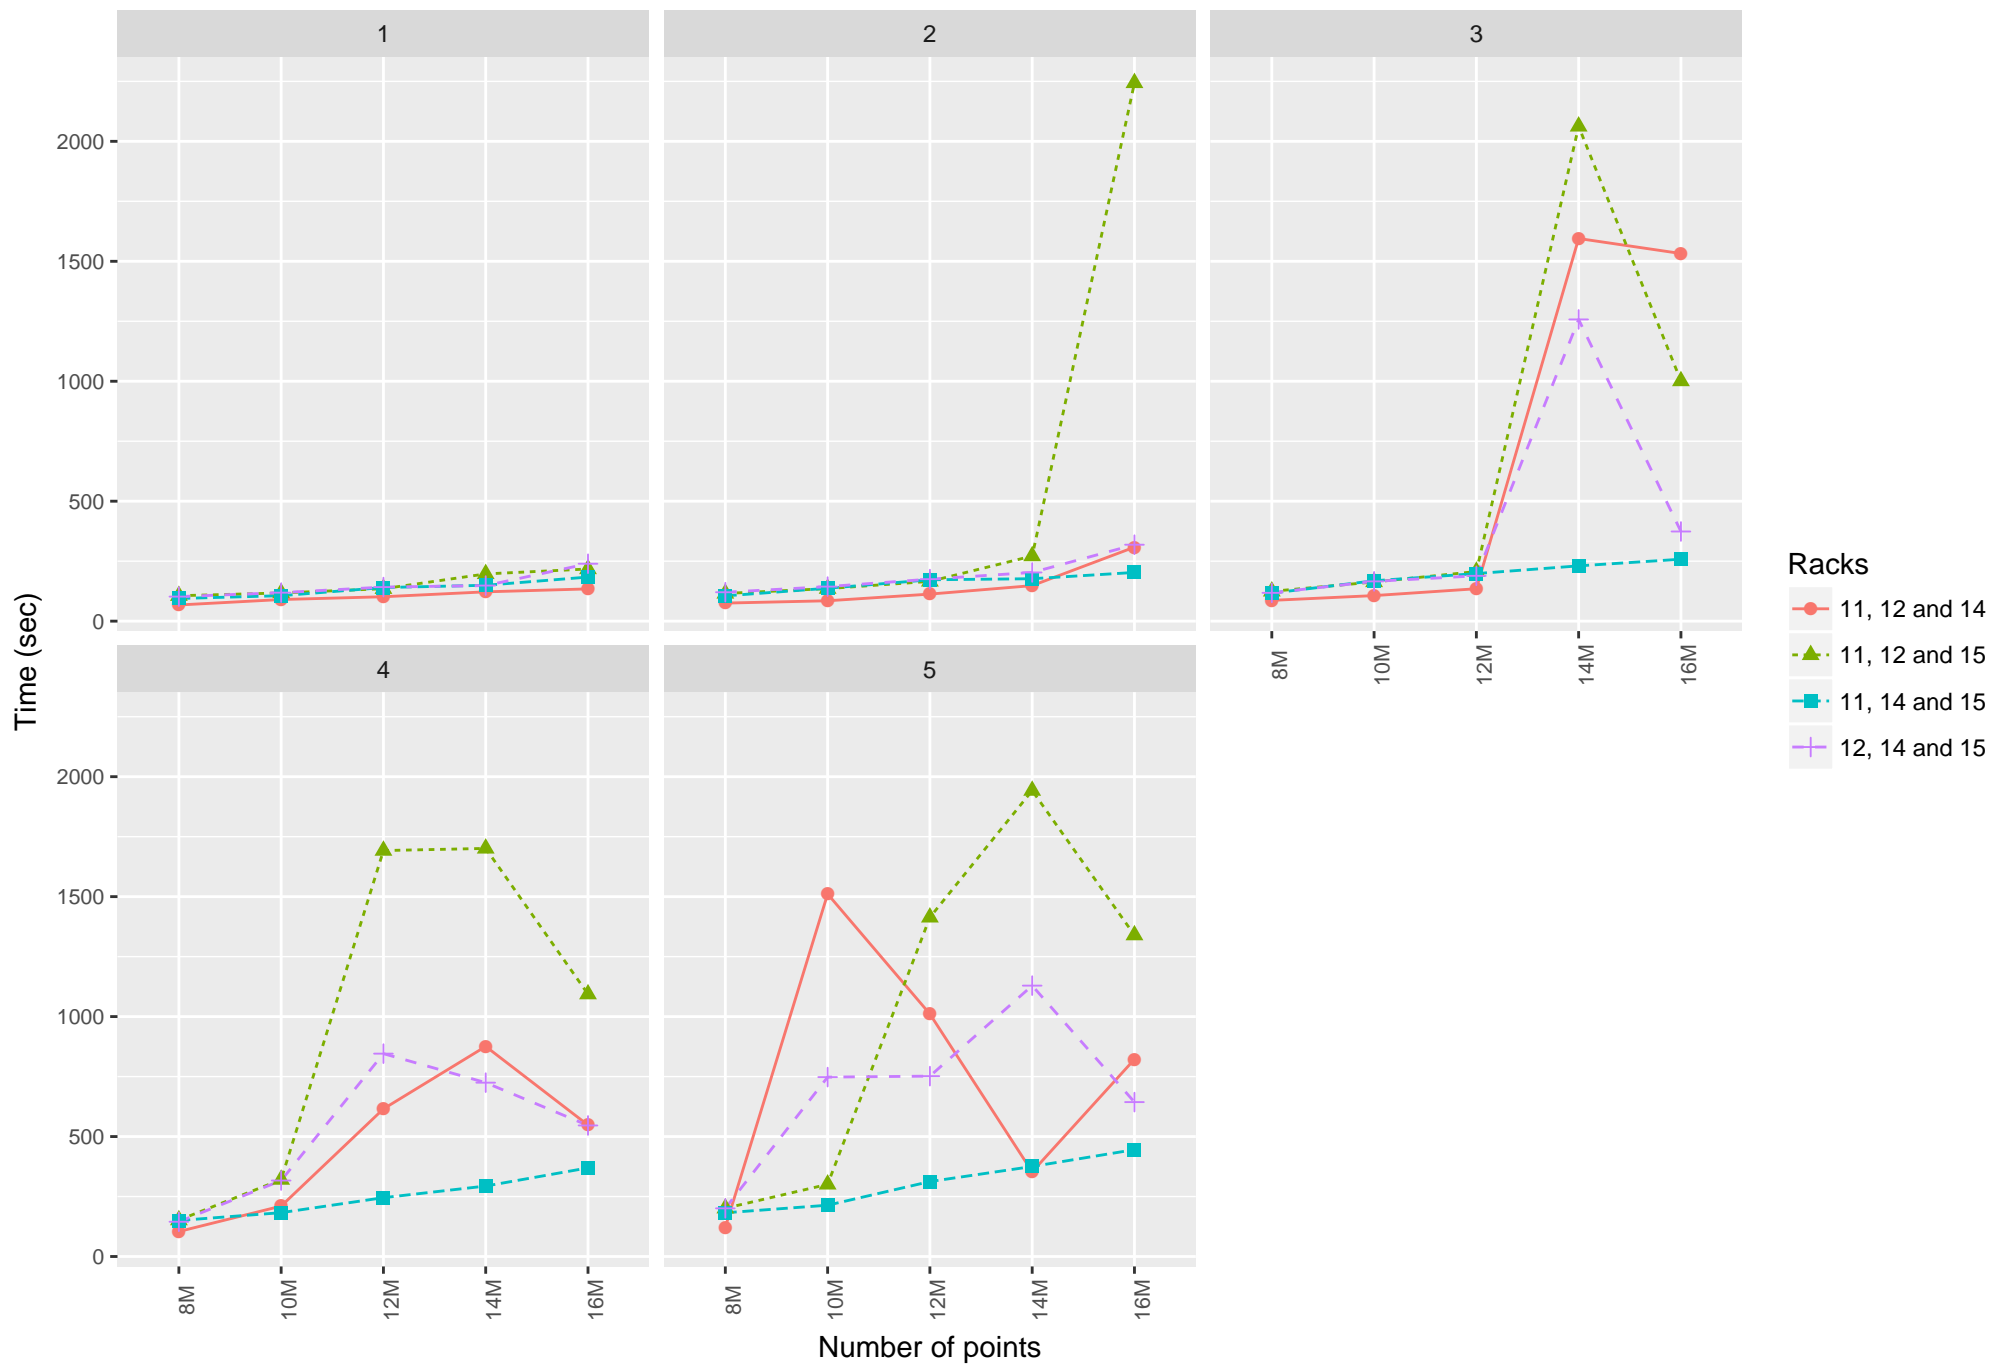 1
2
3
2000
1500
1000
500
0
8M
10M
12M
14M
16M
4
5
2000
1500
1000
500
0
8M
10M
12M
14M
16M
8M
10M
12M
14M
16M
Time (sec)
Number of points
Racks
11, 12 and 14
11, 12 and 15
11, 14 and 15
12, 14 and 15